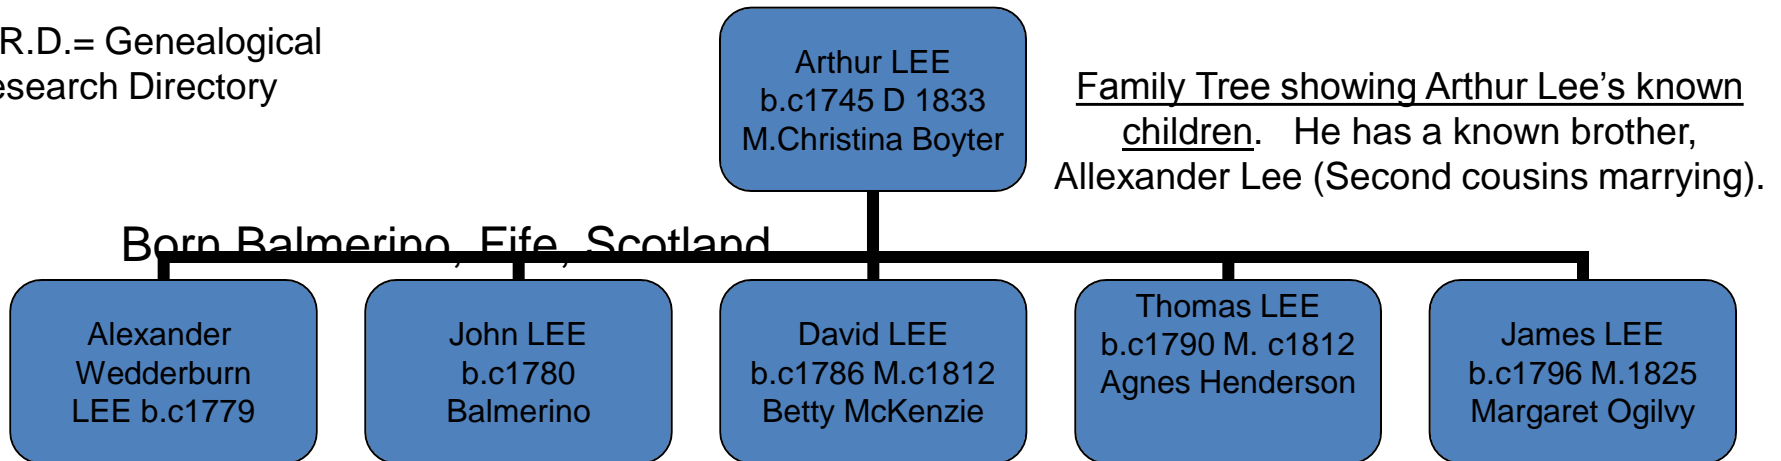 R.D.= Genealogical
esearch Directory
Arthur LEE
b.c1745 D 1833
M.Christina Boyter
Family Tree showing Arthur Lee’s known
children.   He has a known brother,
Allexander Lee (Second cousins marrying).
Born Balmerino, Fife, Scotland
Alexander
Wedderburn
LEE b.c1779
John LEE
b.c1780
Balmerino
David LEE
b.c1786 M.c1812
Betty McKenzie
Thomas LEE
b.c1790 M. c1812
Agnes Henderson
James LEE
b.c1796 M.1825
Margaret Ogilvy